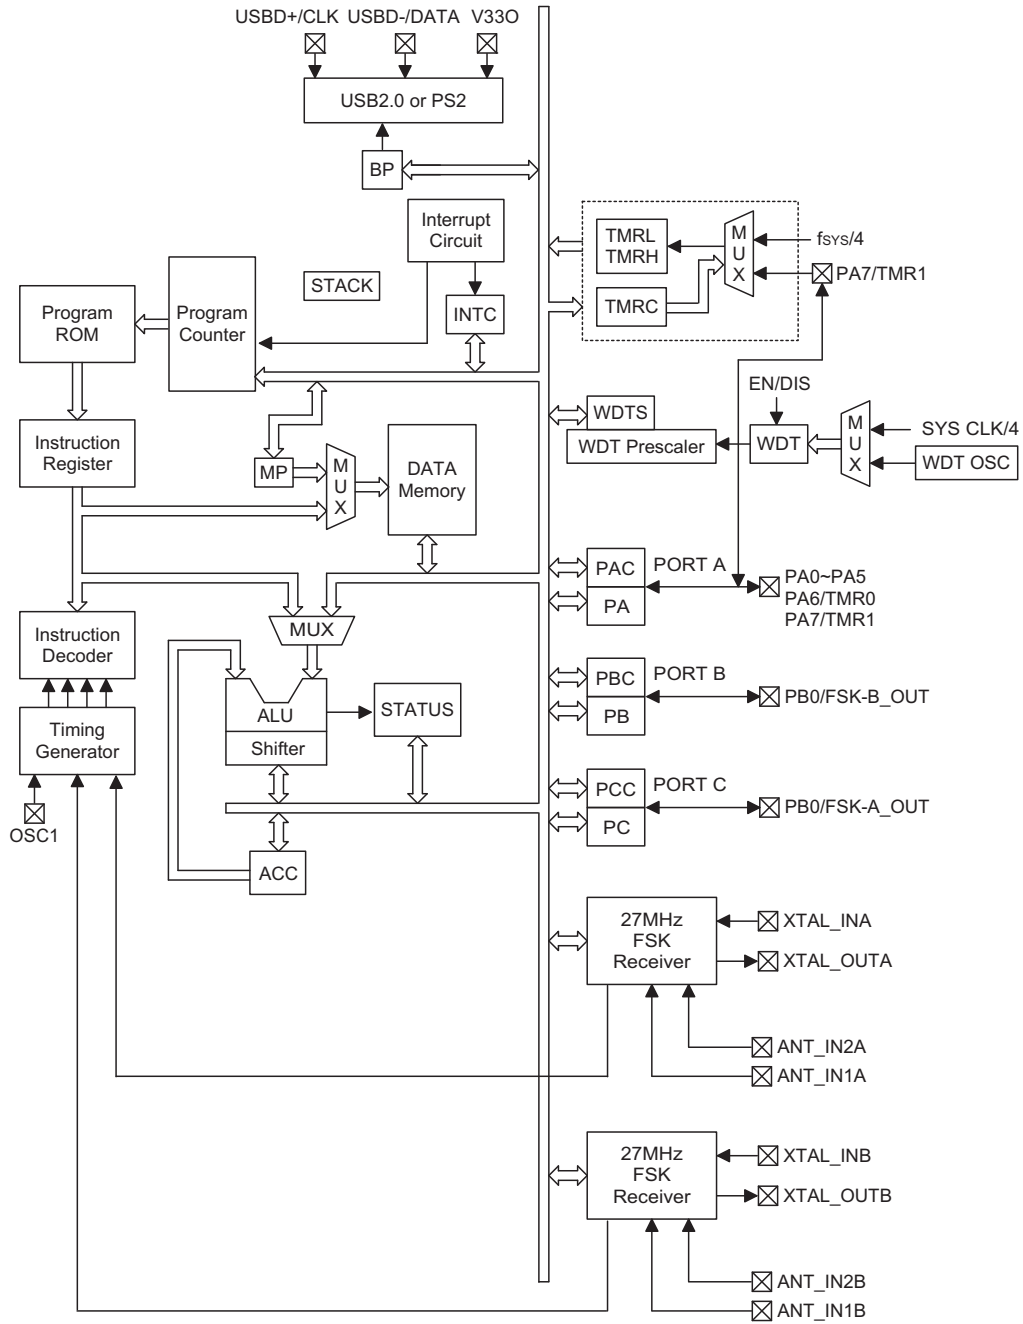 USBD+/CLK USBD-/DATA V33O
USB2.0 or PS2
BP
Interrupt
Circuit
STACK
INTC
Program
ROM
Program
Counter
Instruction
Register
MP
M
U
X
DATA
Memory
MUX
Instruction
Decoder
ALU
Shifter
STATUS
Timing
Generator
OSC1
ACC
TMRL
TMRH
TMRC
M
U
X
fSYS/4
PA7/TMR1
EN/DIS
WDTS
WDT Prescaler
WDT
M
U
X
SYS CLK/4
WDT OSC
PAC
PA
PORT A
PA0~PA5
PA6/TMR0
PA7/TMR1
PBC
PB
PORT B
PB0/FSK-B_OUT
PCC
PC
PORT C
PB0/FSK-A_OUT
27MHz
FSK
Receiver
XTAL_INA
XTAL_OUTA
ANT_IN2A
ANT_IN1A
27MHz
FSK
Receiver
XTAL_INB
XTAL_OUTB
ANT_IN2B
ANT_IN1B